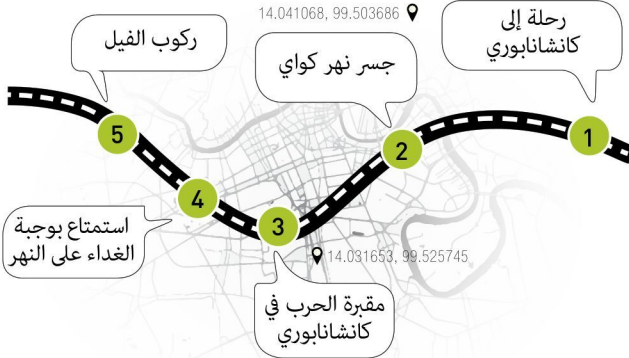 رحلة إلى
كانشانابوري
1
14.041068, 99.503686
جسر نهر كواي
2
مقبرة الحرب في
كانشانابوري
3
14.031653, 99.525745
استمتاع بوجبة
الغداء على النهر
4
ركوب الفيل
5